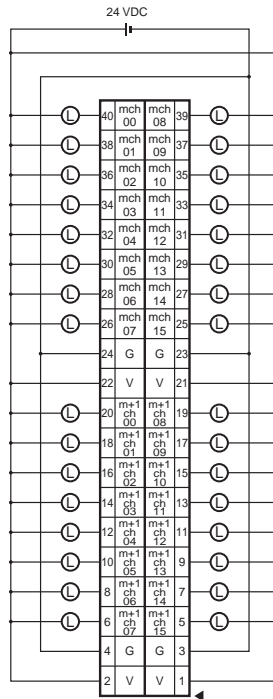 24 VDC
L 40 mch 00 mch 08 39 L
L 38 mch 01 mch 09 37 L
L 36 mch 02 mch 10 35 L
L 34 mch 03 mch 11 33 L
L 32 mch 04 mch 12 31 L
L 30 mch 05 mch 13 29 L
L 28 mch 06 mch 14 27 L
L 26 mch 07 mch 15 25 L
24 G G 23
22 V V 21
L 20 m+1 ch 00 m+1 ch 08 19 L
L 18 m+1 ch 01 m+1 ch 09 17 L
L 16 m+1 ch 02 m+1 ch 10 15 L
L 14 m+1 ch 03 m+1 ch 11 13 L
L 12 m+1 ch 04 m+1 ch 12 11 L
L 10 m+1 ch 05 m+1 ch 13 9 L
L 8 m+1 ch 06 m+1 ch 14 7 L
L 6 m+1 ch 07 m+1 ch 15 5 L
4 G G 3
2 V V 1